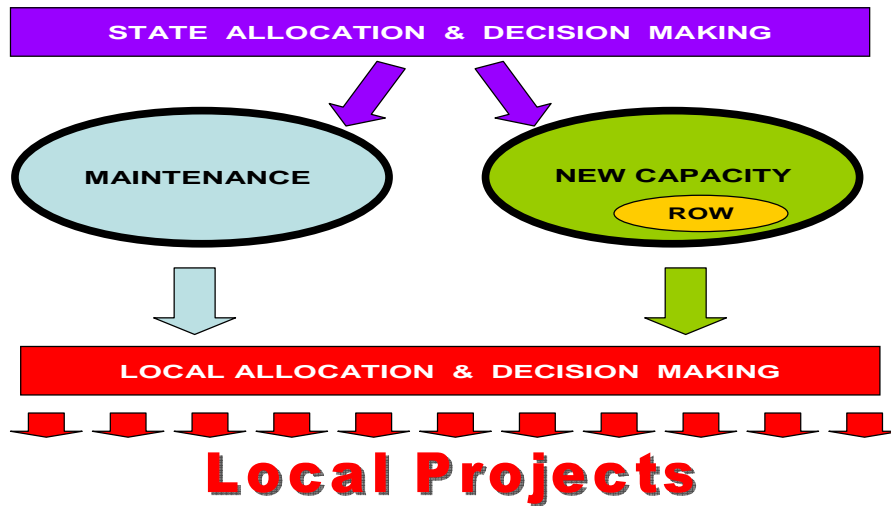 STATE ALLOCATION & DECISION MAKING
MAINTENANCE
NEW CAPACITY
ROW
LOCAL ALLOCATION & DECISION MAKING
Local Projects